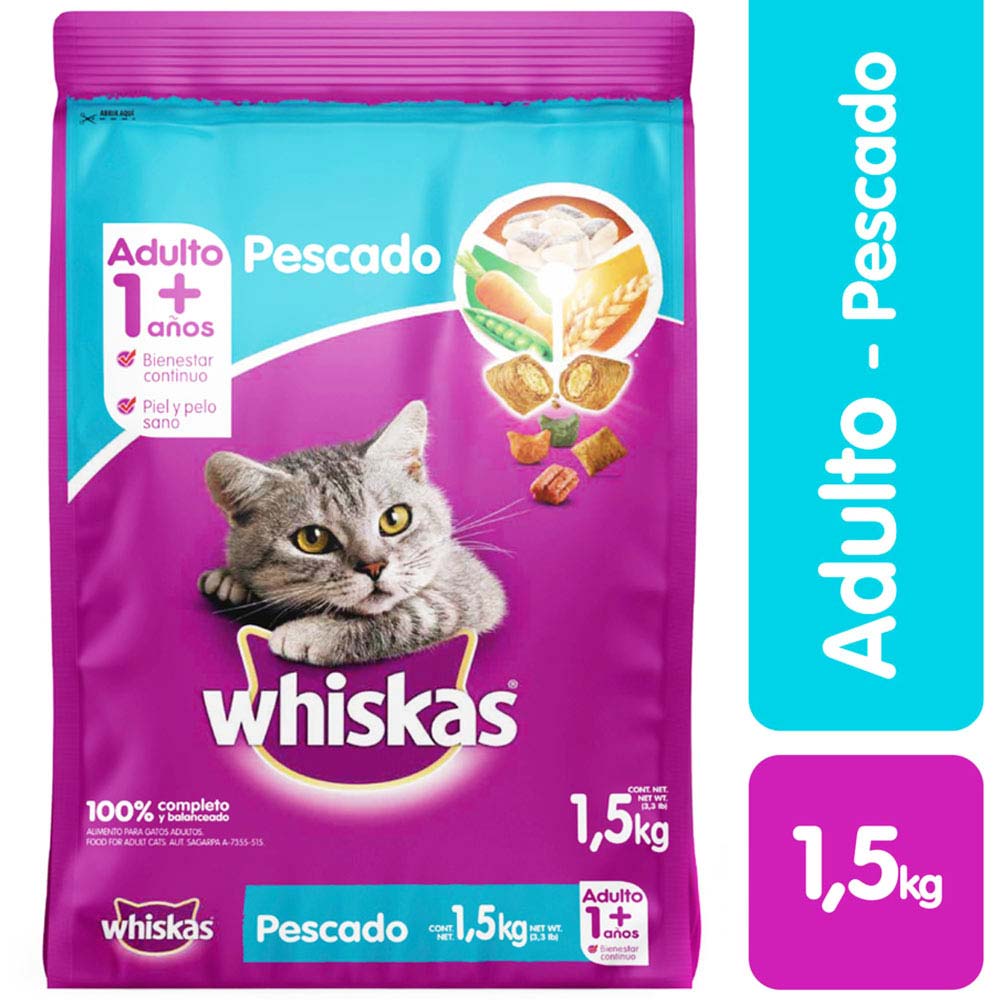 ABRIR AQUÍ
Adulto
1+
años
Bienestar
continuo
Piel y pelo
sano
Pescado
whiskas®
100% completo
y balanceado
ALIMENTO PARA GATOS ADULTOS.
FOOD FOR ADULT CATS. AUT. SAGARPA A-7355-515.
CONT. NET.
NET WT.
(3,3 lb)
1,5kg
whiskas
Pescado
CONT.
NET.
1,5kg
NET WT.
(3,3 lb)
Adulto
1+
años
Bienestar
continuo
Adulto - Pescado
1,5kg